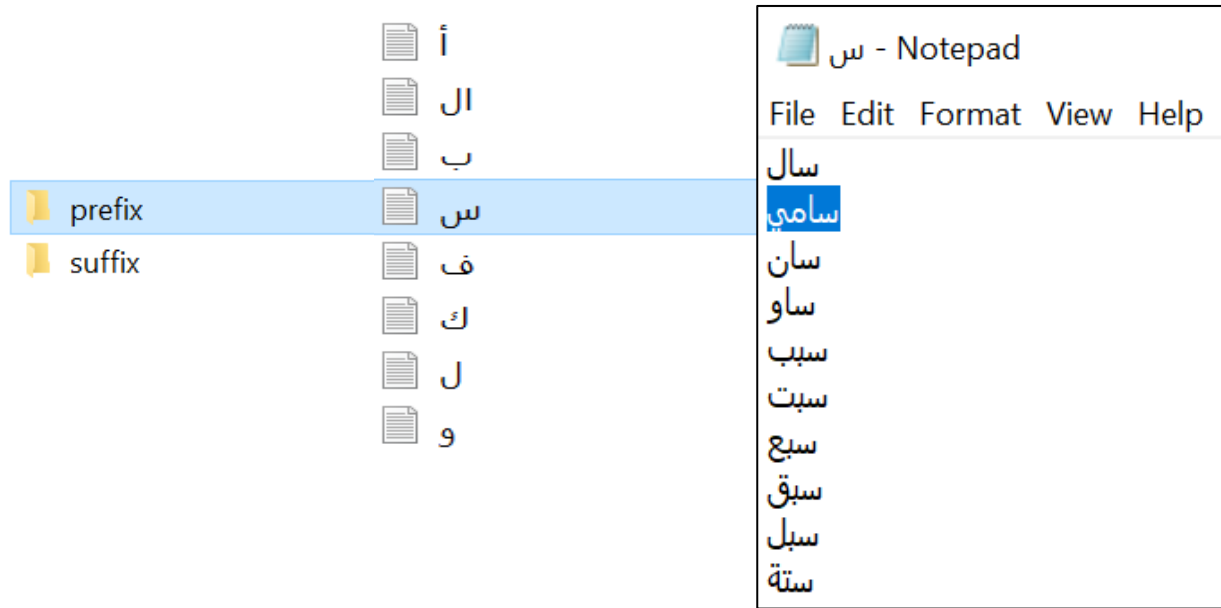 prefix
suffix
أ
ال
ب
س
ف
ك
ل
و
س - Notepad
File Edit Format View Help
سال
سامي
سان
ساو
سبب
سبت
سبع
سبق
سبل
ستة